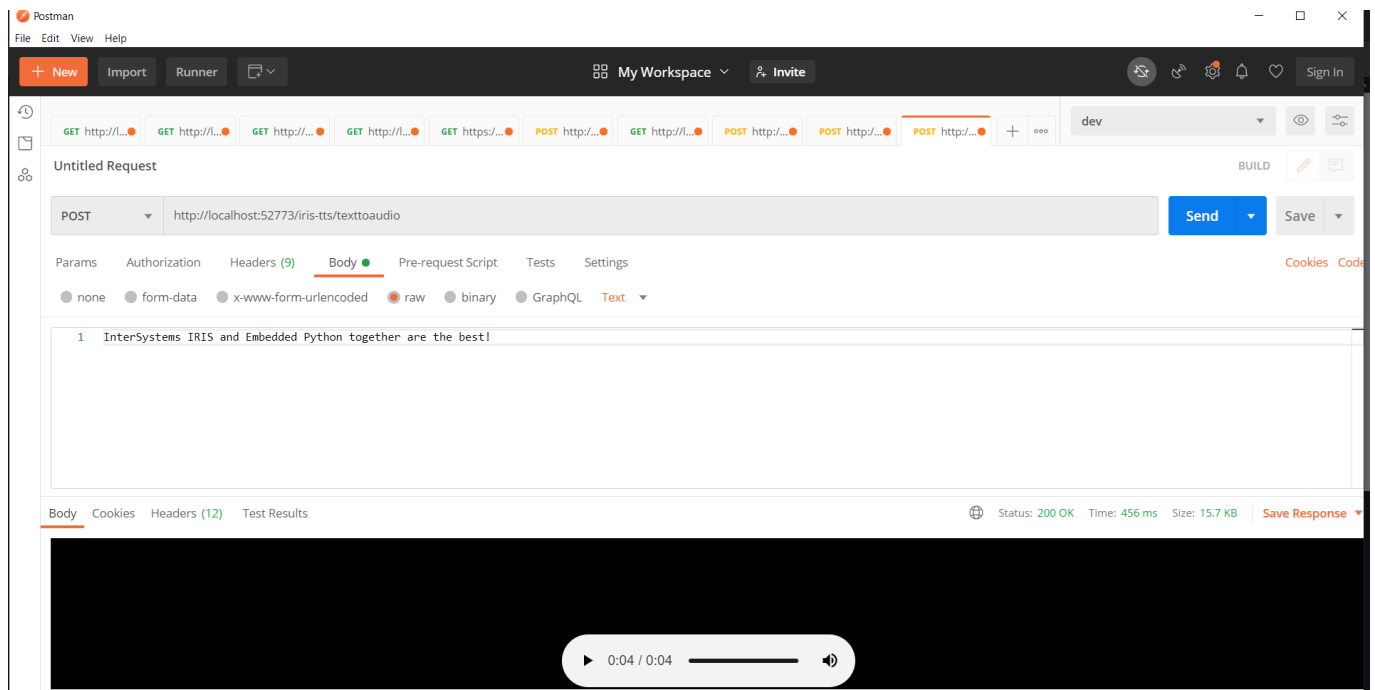 Postman
File Edit View Help
+ New Import Runner My Workspace Invite Sign In
GET http://l... GET http://l... GET http://... GET http://l... GET https:/... POST http:/... GET http://l... POST http:/... POST http:/... POST http:/... + ooo dev
Untitled Request BUILD
POST http://localhost:52773/iris-tts/texttoaudio Send Save
Params Authorization Headers (9) Body Pre-request Script Tests Settings Cookies Code
none form-data x-www-form-urlencoded raw binary GraphQL Text
1 InterSystems IRIS and Embedded Python together are the best!
Body Cookies Headers (12) Test Results Status: 200 OK Time: 456 ms Size: 15.7 KB Save Response
0:04 / 0:04